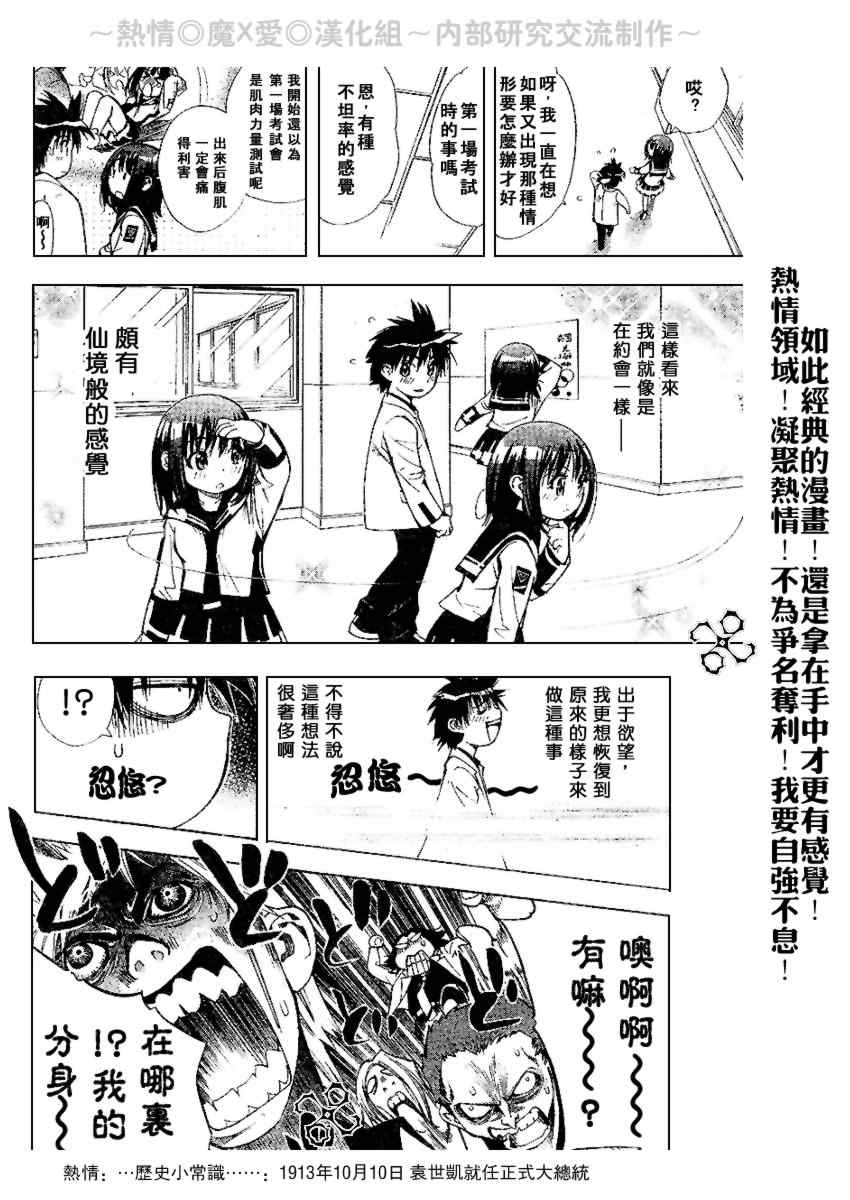 ～熱情◎魔X愛◎漢化組～内部研究交流制作～
哎?
呀，我一直在想
如果又出現那種情
形要怎麼辦才好
第一場考試
時的事嗎
恩，有種
不坦率的感覺
我開始還以為
第一場考試會
是肌肉力量測試呢
出來后腹肌
一定會痛
得利害
啊～
這樣看來
我們就像是
在約會一樣——
頗有
仙境般的感覺
出于欲望，
我更想恢復到
原來的樣子來
做這種事
不得不說
這種想法
很奢侈啊
忍悠～
!?
忍悠?
ど ど ど ど
噢啊啊～～
有嘛～～～?
在哪裏
!?我的
分身～～
如此經典的漫畫！還是拿在手中才更有感覺！
熱情領域！凝聚熱情！不為爭名奪利！我要自強不息！
熱情：…歷史小常識……：1913年10月10日 袁世凱就任正式大總統